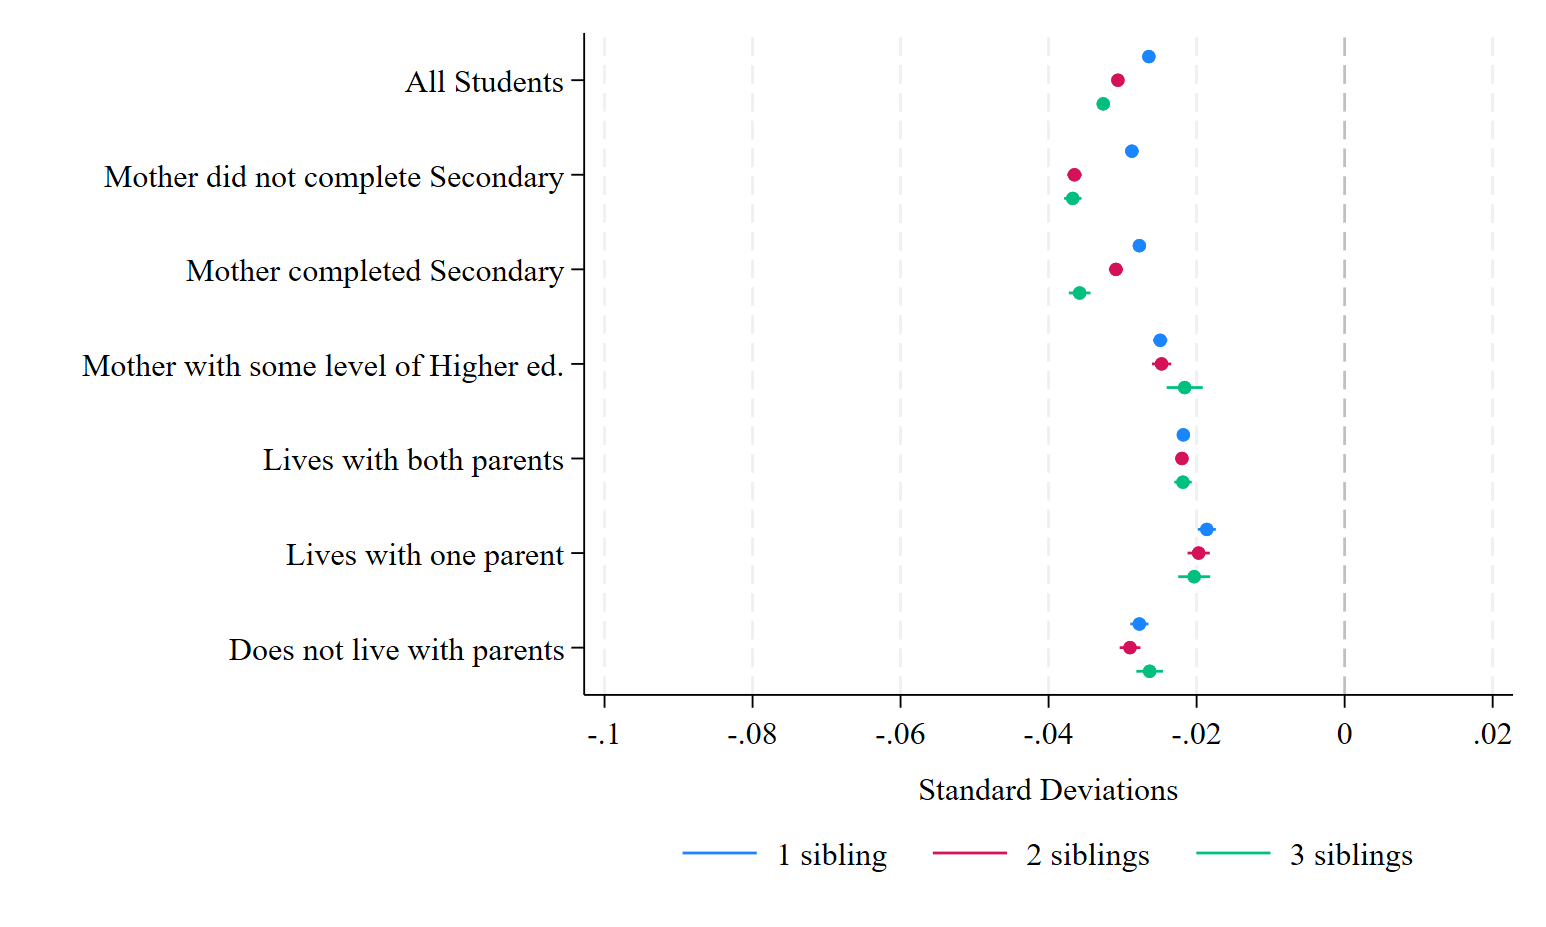 All Students
Mother did not complete Secondary
Mother completed Secondary
Mother with some level of Higher ed.
Lives with both parents
Lives with one parent
Does not live with parents
-.1 -.08 -.06 -.04 -.02 0 .02
Standard Deviations
1 sibling 2 siblings 3 siblings